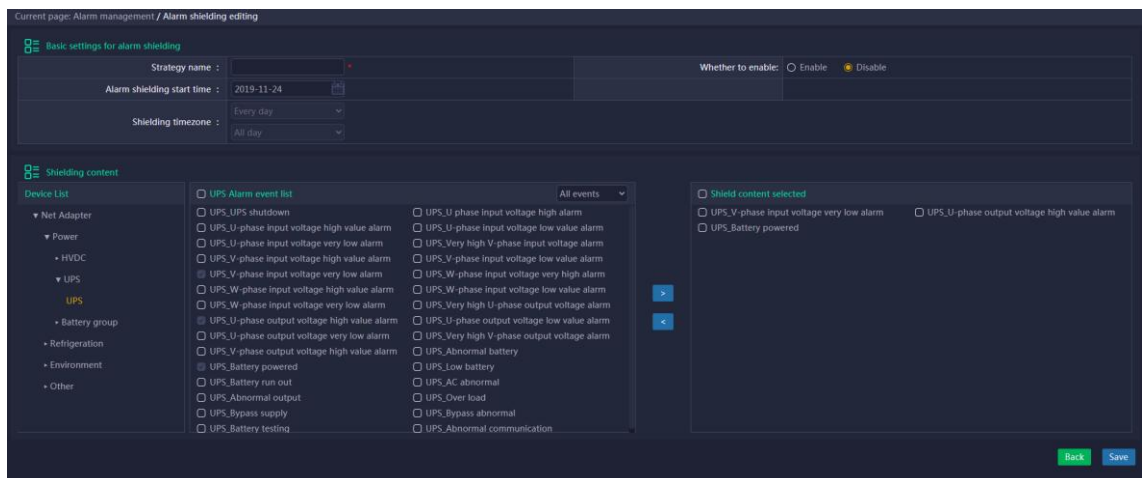 Current page: Alarm management / Alarm shielding editing
Basic settings for alarm shielding
Strategy name : *
Whether to enable: Enable Disable
Alarm shielding start time : 2019-11-24
Shielding timezone :
Every day
All day
Shielding content
Device List
Net Adapter
Power
HVDC
UPS
UPS
Battery group
Refrigeration
Environment
Other
UPS Alarm event list All events
UPS_UPS shutdown UPS_U phase input voltage high alarm
UPS_U-phase input voltage high value alarm UPS_U-phase input voltage low value alarm
UPS_U-phase input voltage very low alarm UPS_Very high V-phase input voltage alarm
UPS_V-phase input voltage high value alarm UPS_V-phase input voltage low value alarm
UPS_V-phase input voltage very low alarm UPS_W-phase input voltage very high alarm
UPS_W-phase input voltage high value alarm UPS_W-phase input voltage low value alarm
UPS_W-phase input voltage very low alarm UPS_Very high U-phase output voltage alarm
UPS_U-phase output voltage high value alarm UPS_U-phase output voltage low value alarm
UPS_U-phase output voltage very low alarm UPS_Very high V-phase output voltage alarm
UPS_V-phase output voltage high value alarm UPS_Abnormal battery
UPS_Battery powered UPS_Low battery
UPS_Battery run out UPS_AC abnormal
UPS_Abnormal output UPS_Over load
UPS_Bypass supply UPS_Bypass abnormal
UPS_Battery testing UPS_Abnormal communication
>
<
Shield content selected
UPS_V-phase input voltage very low alarm UPS_U-phase output voltage high value alarm
UPS_Battery powered
Back Save